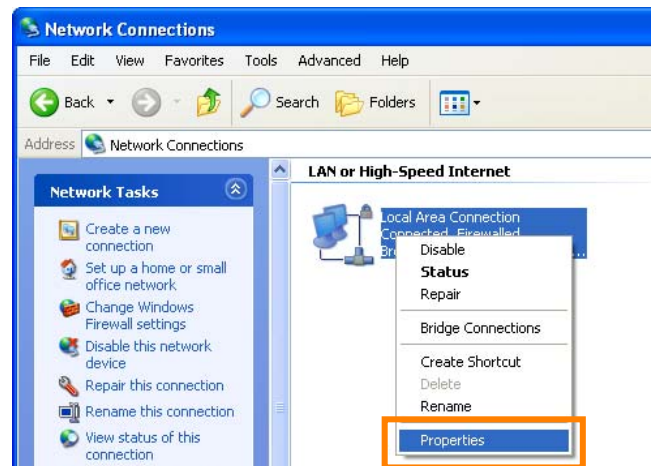 Network Connections
File Edit View Favorites Tools Advanced Help
Back Search Folders
Address Network Connections
Network Tasks
Create a new
connection
Set up a home or small
office network
Change Windows
Firewall settings
Disable this network
device
Repair this connection
Rename this connection
View status of this
connection
LAN or High-Speed Internet
Local Area Connection
Connected, Firewalled
Disable
Status
Repair
Bridge Connections
Create Shortcut
Delete
Rename
Properties